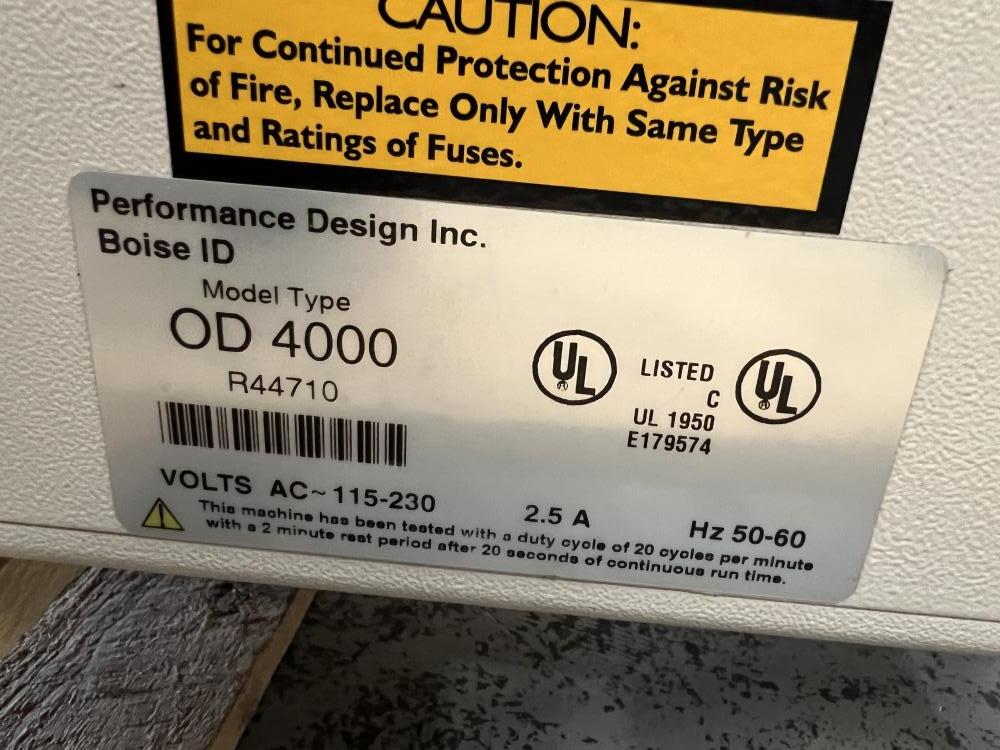 CAUTION:
For Continued Protection Against Risk
of Fire, Replace Only With Same Type
and Ratings of Fuses.
Performance Design Inc.
Boise ID
Model Type
OD 4000
R44710
UL ®
LISTED
C
UL 1950
E179574
UL ®
VOLTS AC~115-230
2.5 A
Hz 50-60
This machine has been tested with a duty cycle of 20 cycles per minute
with a 2 minute rest period after 20 seconds of continuous run time.